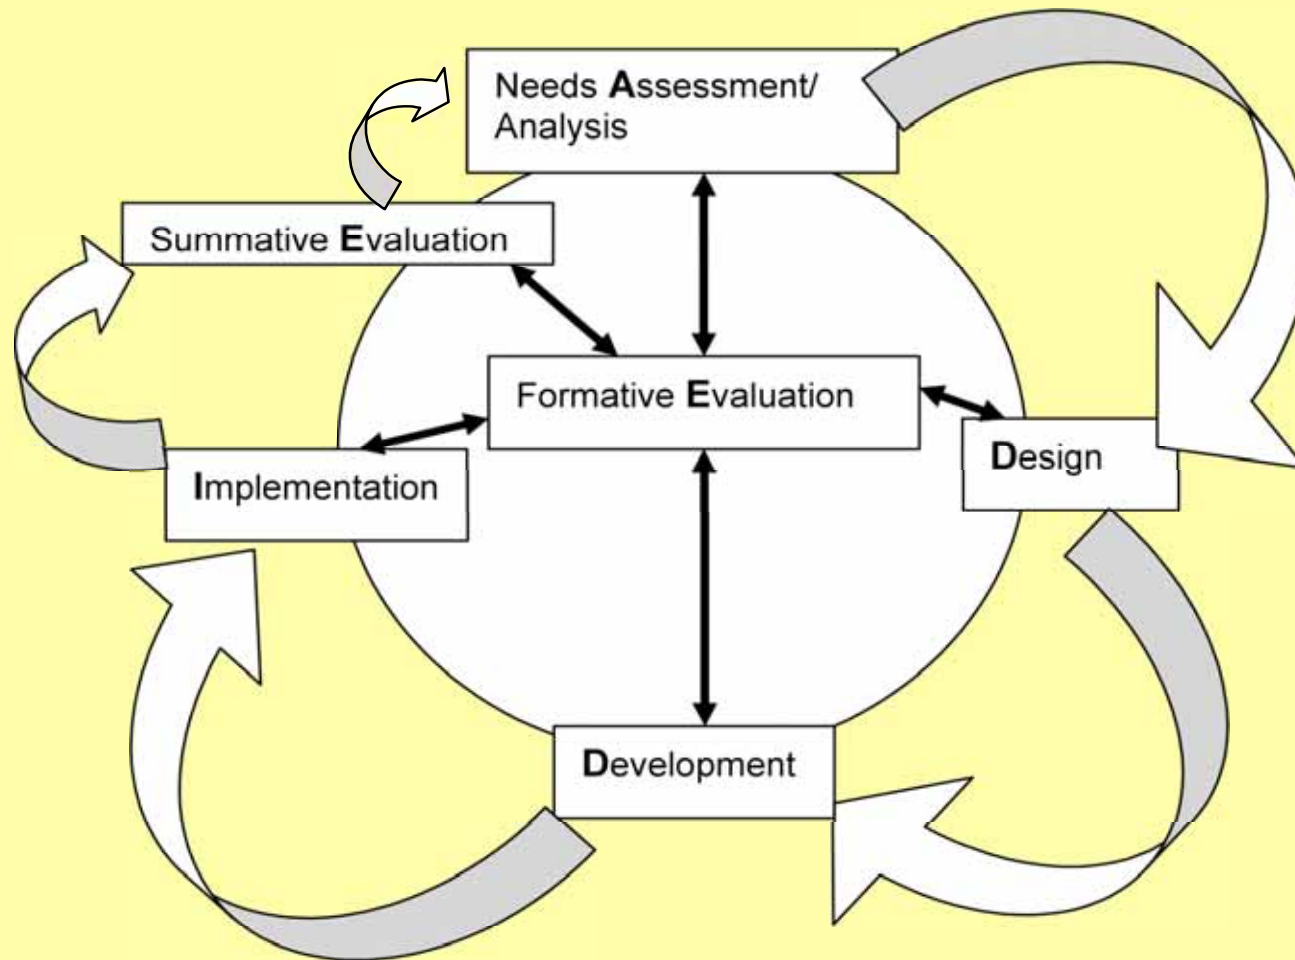 Needs Assessment/
Analysis
Summative Evaluation
Formative Evaluation
Design
Implementation
Development